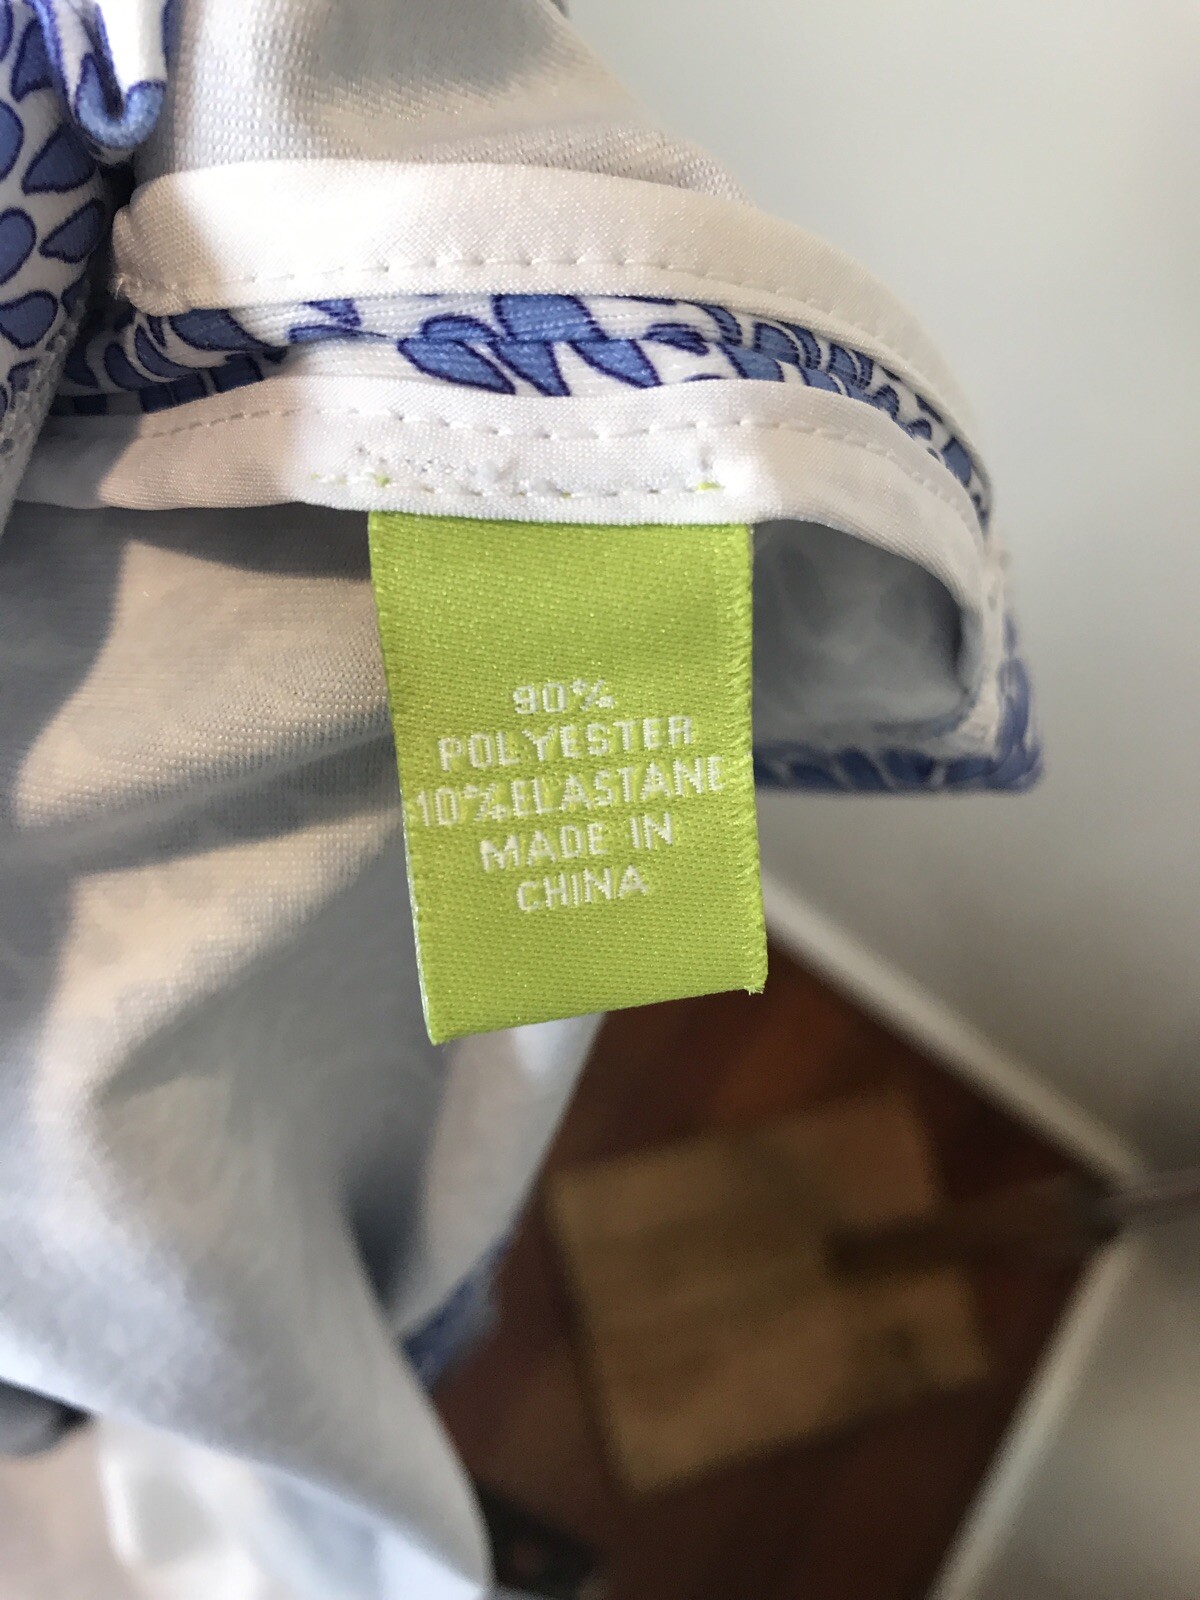 90%
POLYESTER
10%ELASTANE
MADE IN
CHINA